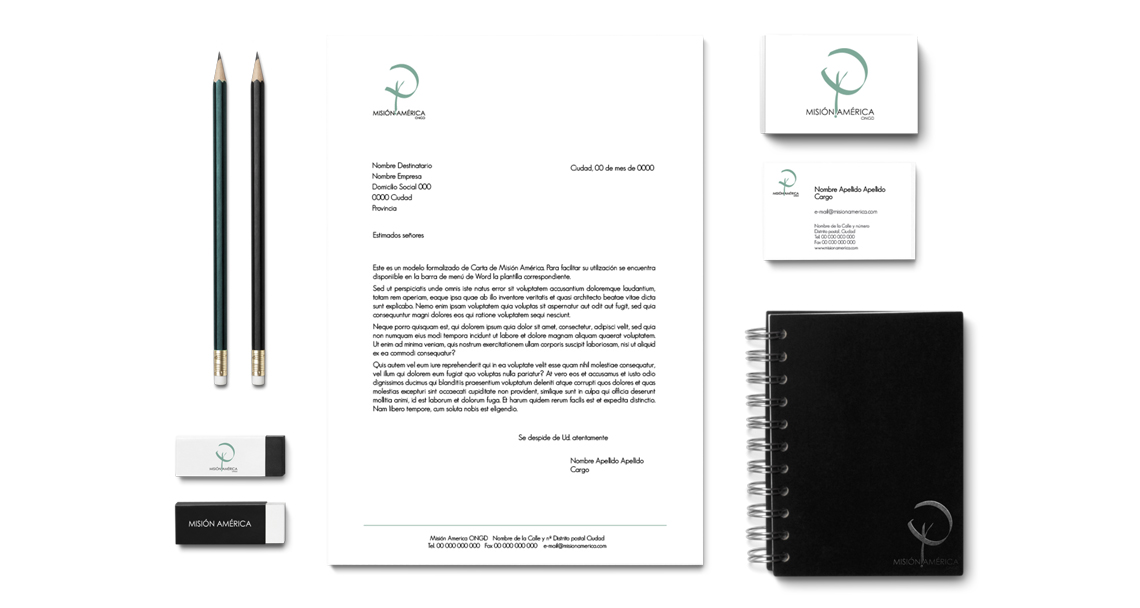 MISIÓN AMÉRICA
ONGD
Nombre Destinatario
Nombre Empresa
Domicilio Social 000
0000 Ciudad
Provincia
Ciudad, 00 de mes de 0000
Estimados señores
Este es un modelo formalizado de Carta de Misión América. Para facilitar su utilización se encuentra
disponible en la barra de menú de Word la plantilla correspondiente.
Sed ut perspiciatis unde omnis iste natus error sit voluptatem accusantium doloremque laudantium,
totam rem aperiam, eaque ipsa quae ab illo inventore veritatis et quasi architecto beatae vitae dicta
sunt explicabo. Nemo enim ipsam voluptatem quia voluptas sit aspernatur aut odit aut fugit, sed quia
consequuntur magni dolores eos qui ratione voluptatem sequi nesciunt.
Neque porro quisquam est, qui dolorem ipsum quia dolor sit amet, consectetur, adipisci velit, sed quia
non numquam eius modi tempora incidunt ut labore et dolore magnam aliquam quaerat voluptatem.
Ut enim ad minima veniam, quis nostrum exercitationem ullam corporis suscipit laboriosam, nisi ut aliquid
ex ea commodi consequatur?
Quis autem vel eum iure reprehenderit qui in ea voluptate velit esse quam nihil molestiae consequatur,
vel illum qui dolorem eum fugiat quo voluptas nulla pariatur? At vero eos et accusamus et iusto odio
dignissimos ducimus qui blanditiis praesentium voluptatum deleniti atque corrupti quos dolores et quas
molestias excepturi sint occaecati cupiditate non provident, similique sunt in culpa qui officia deserunt
mollitia animi, id est laborum et dolorum fuga. Et harum quidem rerum facilis est et expedita distinctio.
Nam libero tempore, cum soluta nobis est eligendio.
Se despide de Ud. atentamente
Nombre Apellido Apellido
Cargo
Misión America ONGD Nombre de la Calle y nº Distrito postal Ciudad
Tel: 00 000 000 000 Fax 00 000 000 000 e-mail@misionamerica.com
MISIÓN AMÉRICA
ONGD
MISIÓN AMÉRICA
ONGD
Nombre Apellido Apellido
Cargo
e-mail@misionamerica.com
Nombre de la Calle y número
Distrito postal Ciudad
Tel: 00 000 000 000
Fax 00 000 000 000
www.misionamerica.com
MISIÓN AMÉRICA
ONGD
MISIÓN AMÉRICA
MISIÓN AMÉRICA